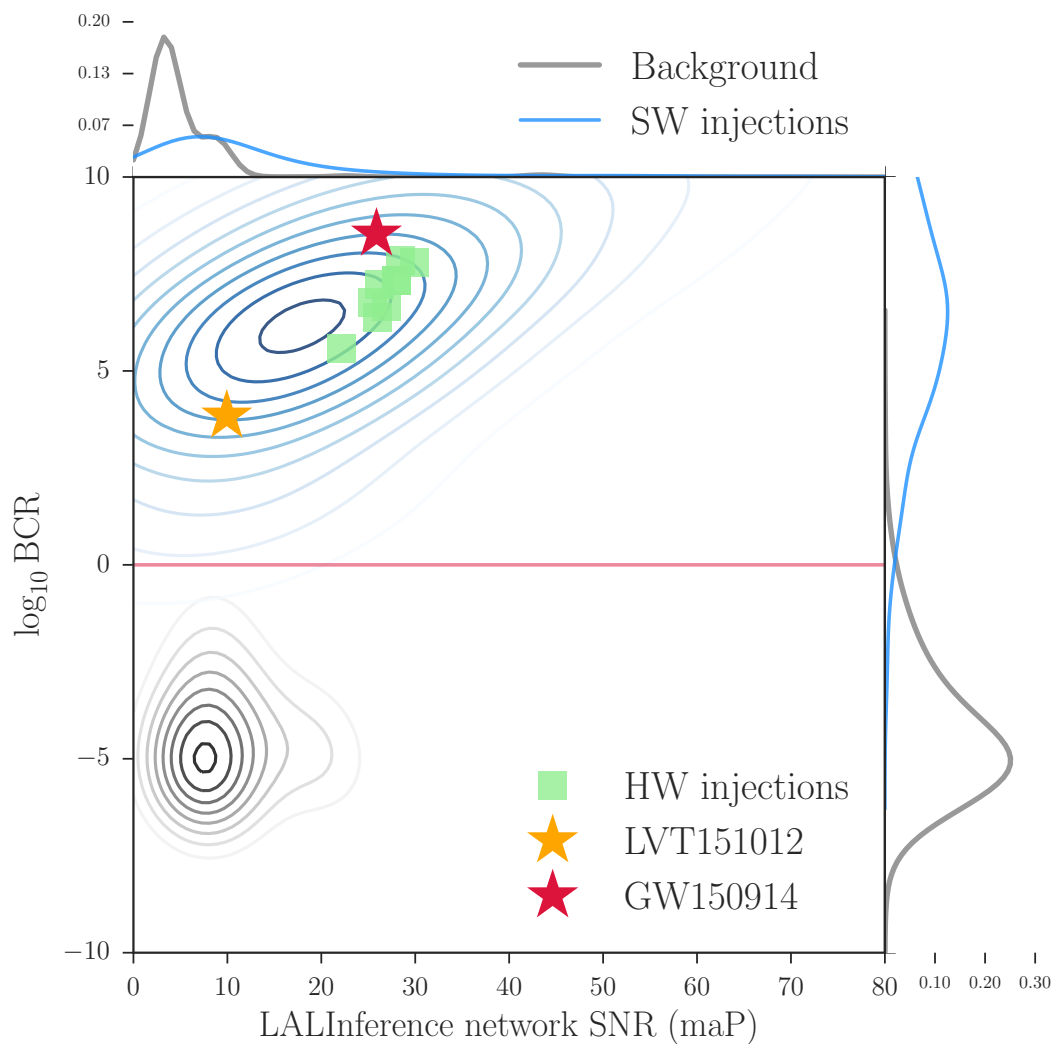 0.20
0.13
0.07
Background
SW injections
10
5
0
−5
−10
log₁₀ BCR
HW injections
LVT151012
GW150914
0 10 20 30 40 50 60 70 80
0.10 0.20 0.30
LALInference network SNR (maP)